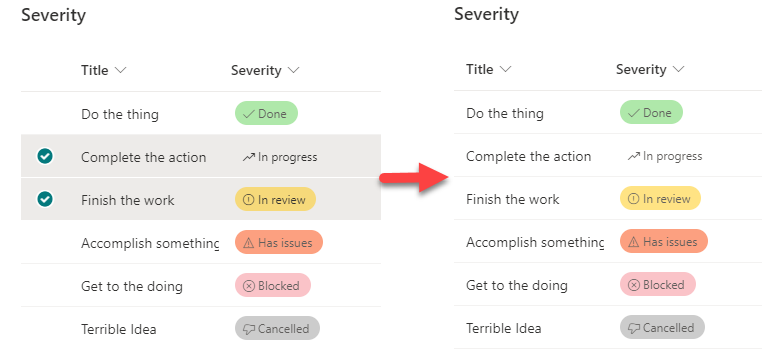 Severity
Title Severity
Do the thing Done
Complete the action In progress
Finish the work In review
Accomplish something Has issues
Get to the doing Blocked
Terrible Idea Cancelled
Severity
Title Severity
Do the thing Done
Complete the action In progress
Finish the work In review
Accomplish something Has issues
Get to the doing Blocked
Terrible Idea Cancelled